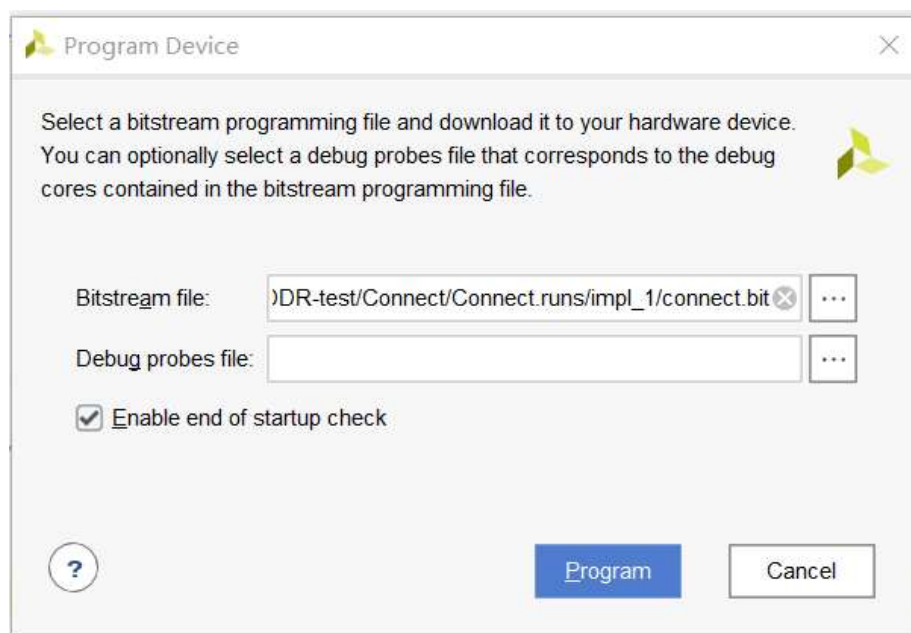 Program Device
Select a bitstream programming file and download it to your hardware device.
You can optionally select a debug probes file that corresponds to the debug
cores contained in the bitstream programming file.
Bitstream file: DR-test/Connect/Connect.runs/impl_1/connect.bit ...
Debug probes file: ...
Enable end of startup check
? Program Cancel